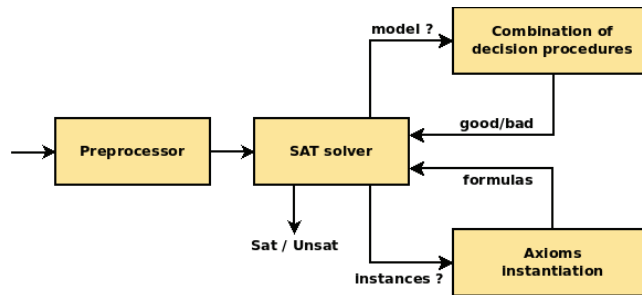 model ?
Combination of
decision procedures
good/bad
Preprocessor
SAT solver
formulas
Sat / Unsat
instances ?
Axioms
instantiation